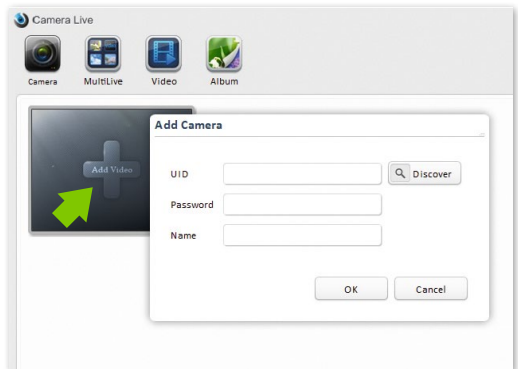 Camera Live
Camera MultiLive Video Album
Add Camera
Add Video
UID Discover
Password
Name
OK Cancel